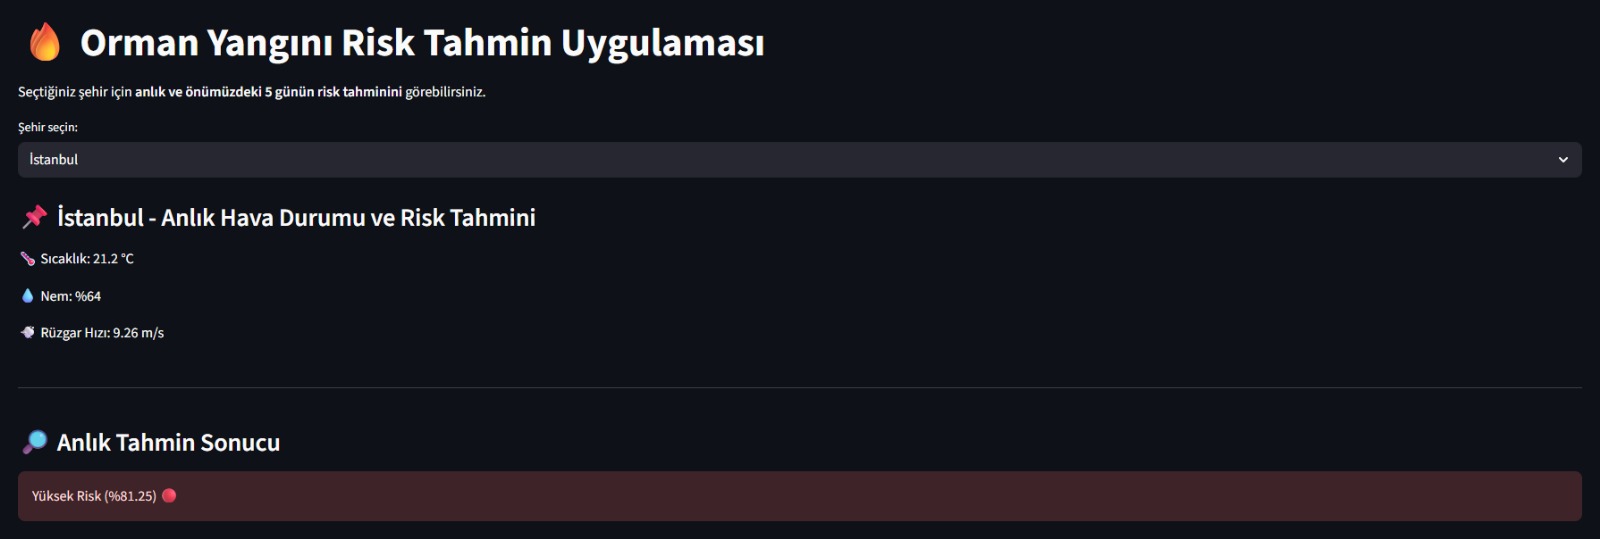 Orman Yangını Risk Tahmin Uygulaması
Seçtiğiniz şehir için anlık ve önümüzdeki 5 günün risk tahminini görebilirsiniz.
Şehir seçin:
İstanbul
İstanbul - Anlık Hava Durumu ve Risk Tahmini
Sıcaklık: 21.2 °C
Nem: %64
Rüzgar Hızı: 9.26 m/s
Anlık Tahmin Sonucu
Yüksek Risk (%81.25)